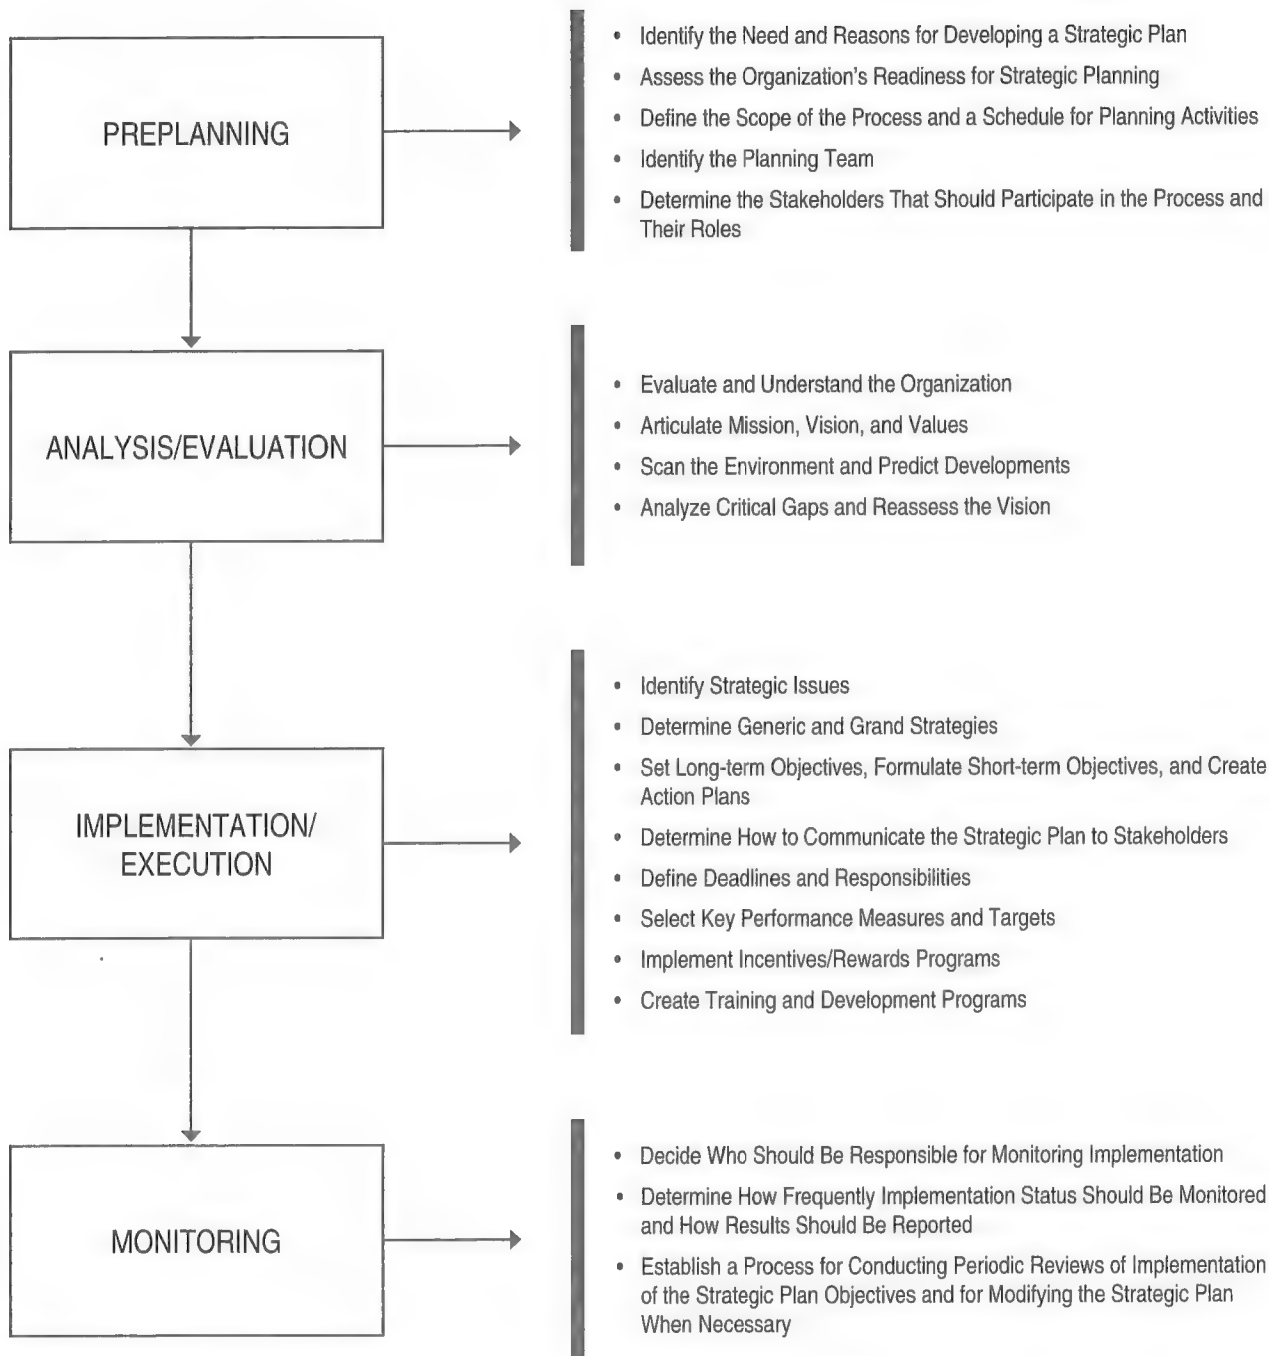 PREPLANNING
• Identify the Need and Reasons for Developing a Strategic Plan
• Assess the Organization's Readiness for Strategic Planning
• Define the Scope of the Process and a Schedule for Planning Activities
• Identify the Planning Team
• Determine the Stakeholders That Should Participate in the Process and
Their Roles
ANALYSIS/EVALUATION
• Evaluate and Understand the Organization
• Articulate Mission, Vision, and Values
• Scan the Environment and Predict Developments
• Analyze Critical Gaps and Reassess the Vision
IMPLEMENTATION/
EXECUTION
• Identify Strategic Issues
• Determine Generic and Grand Strategies
• Set Long-term Objectives, Formulate Short-term Objectives, and Create
Action Plans
• Determine How to Communicate the Strategic Plan to Stakeholders
• Define Deadlines and Responsibilities
• Select Key Performance Measures and Targets
• Implement Incentives/Rewards Programs
• Create Training and Development Programs
MONITORING
• Decide Who Should Be Responsible for Monitoring Implementation
• Determine How Frequently Implementation Status Should Be Monitored
and How Results Should Be Reported
• Establish a Process for Conducting Periodic Reviews of Implementation
of the Strategic Plan Objectives and for Modifying the Strategic Plan
When Necessary